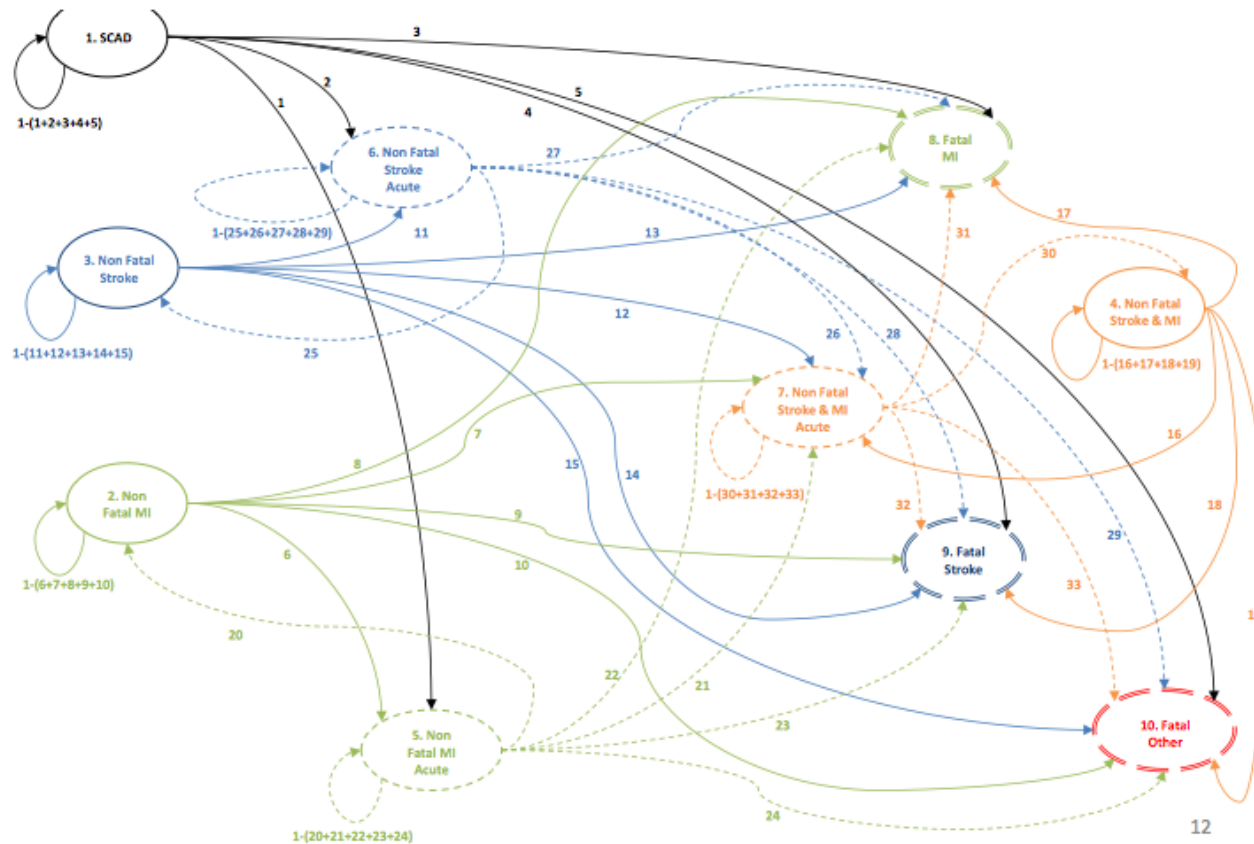 1. SCAD
3
2
5
1
4
1-(1+2+3+4+5)
8. Fatal
MI
6. Non Fatal
Stroke
Acute
27
17
1-(25+26+27+28+29)
11
13
31
30
3. Non Fatal
Stroke
4. Non Fatal
Stroke & MI
12
26
28
25
1-(11+12+13+14+15)
1-(16+17+18+19)
7. Non Fatal
Stroke & MI
Acute
7
16
8
15
14
2. Non
Fatal MI
1-(30+31+32+33)
32
18
9
29
6
10
9. Fatal
Stroke
33
1-(6+7+8+9+10)
1
20
22
21
23
10. Fatal
Other
5. Non
Fatal MI
Acute
24
1-(20+21+22+23+24)
12